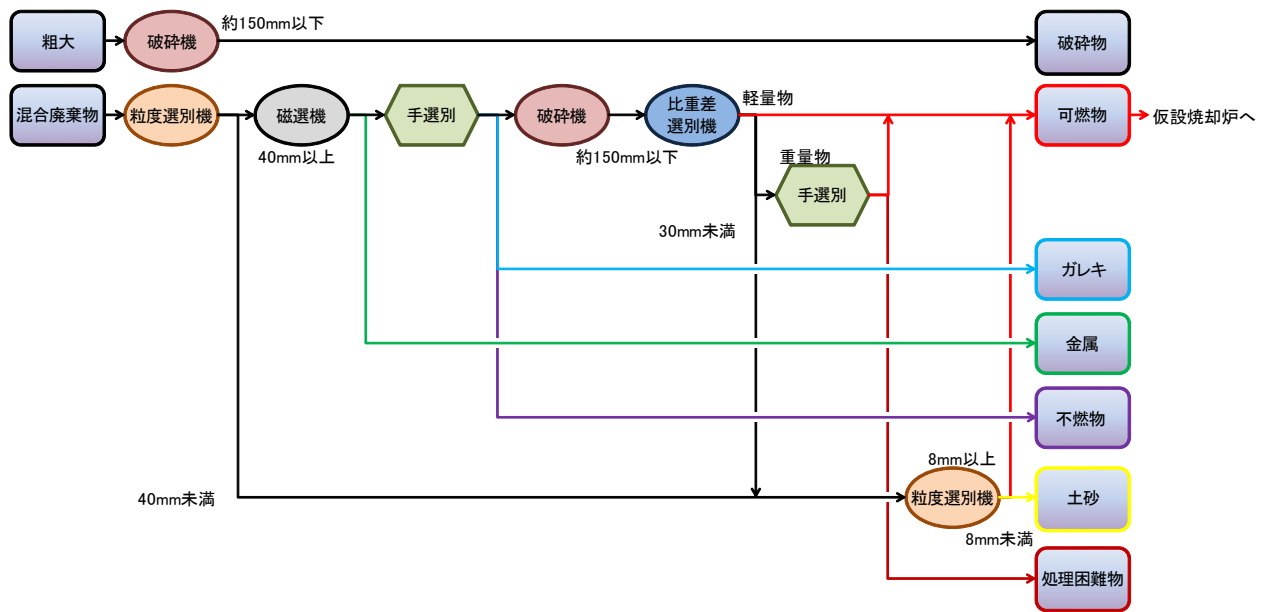 約150mm以下
粗大
破砕機
破砕物
混合廃棄物
粒度選別機
磁選機
手選別
破砕機
比重差
選別機
軽量物
可燃物
仮設焼却炉へ
40mm以上
約150mm以下
重量物
手選別
30mm未満
ガレキ
金属
不燃物
8mm以上
40mm未満
粒度選別機
土砂
8mm未満
処理困難物